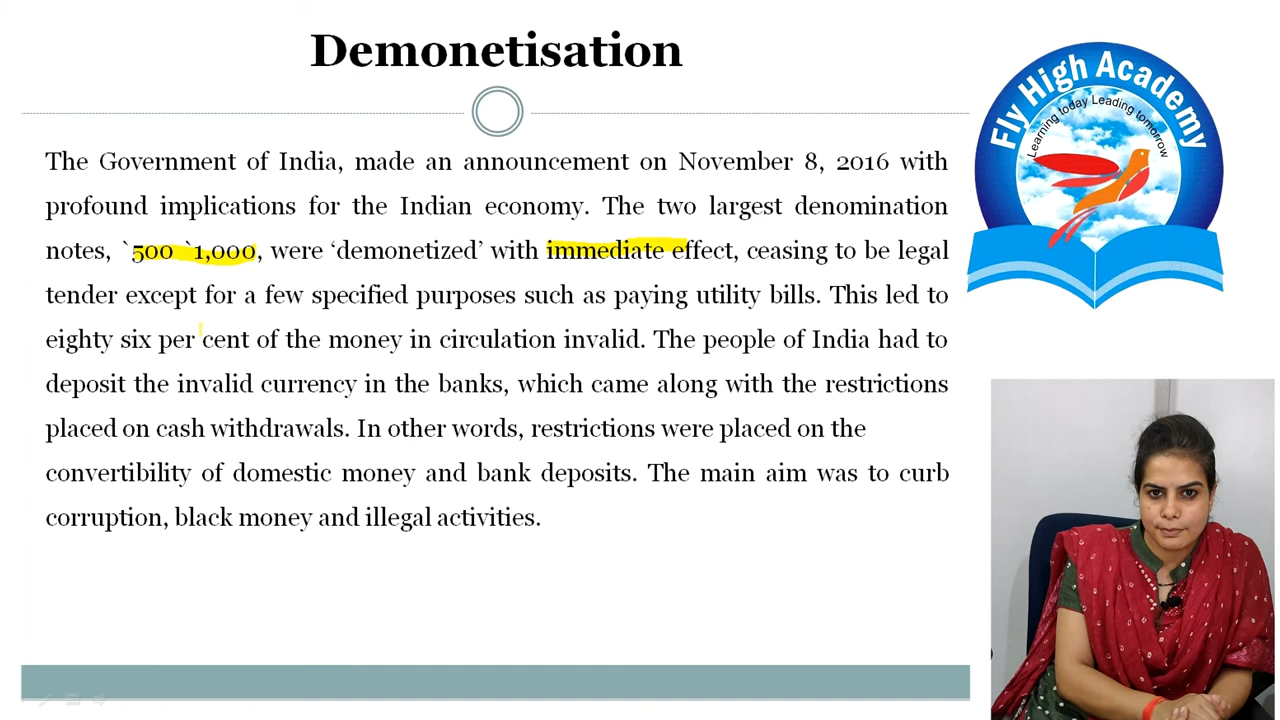 Demonetisation
The Government of India, made an announcement on November 8, 2016 with
profound implications for the Indian economy. The two largest denomination
notes, `500 `1,000, were ‘demonetized’ with immediate effect, ceasing to be legal
tender except for a few specified purposes such as paying utility bills. This led to
eighty six per cent of the money in circulation invalid. The people of India had to
deposit the invalid currency in the banks, which came along with the restrictions
placed on cash withdrawals. In other words, restrictions were placed on the
convertibility of domestic money and bank deposits. The main aim was to curb
corruption, black money and illegal activities.
Fly High Academy
Learning today Leading tomorrow